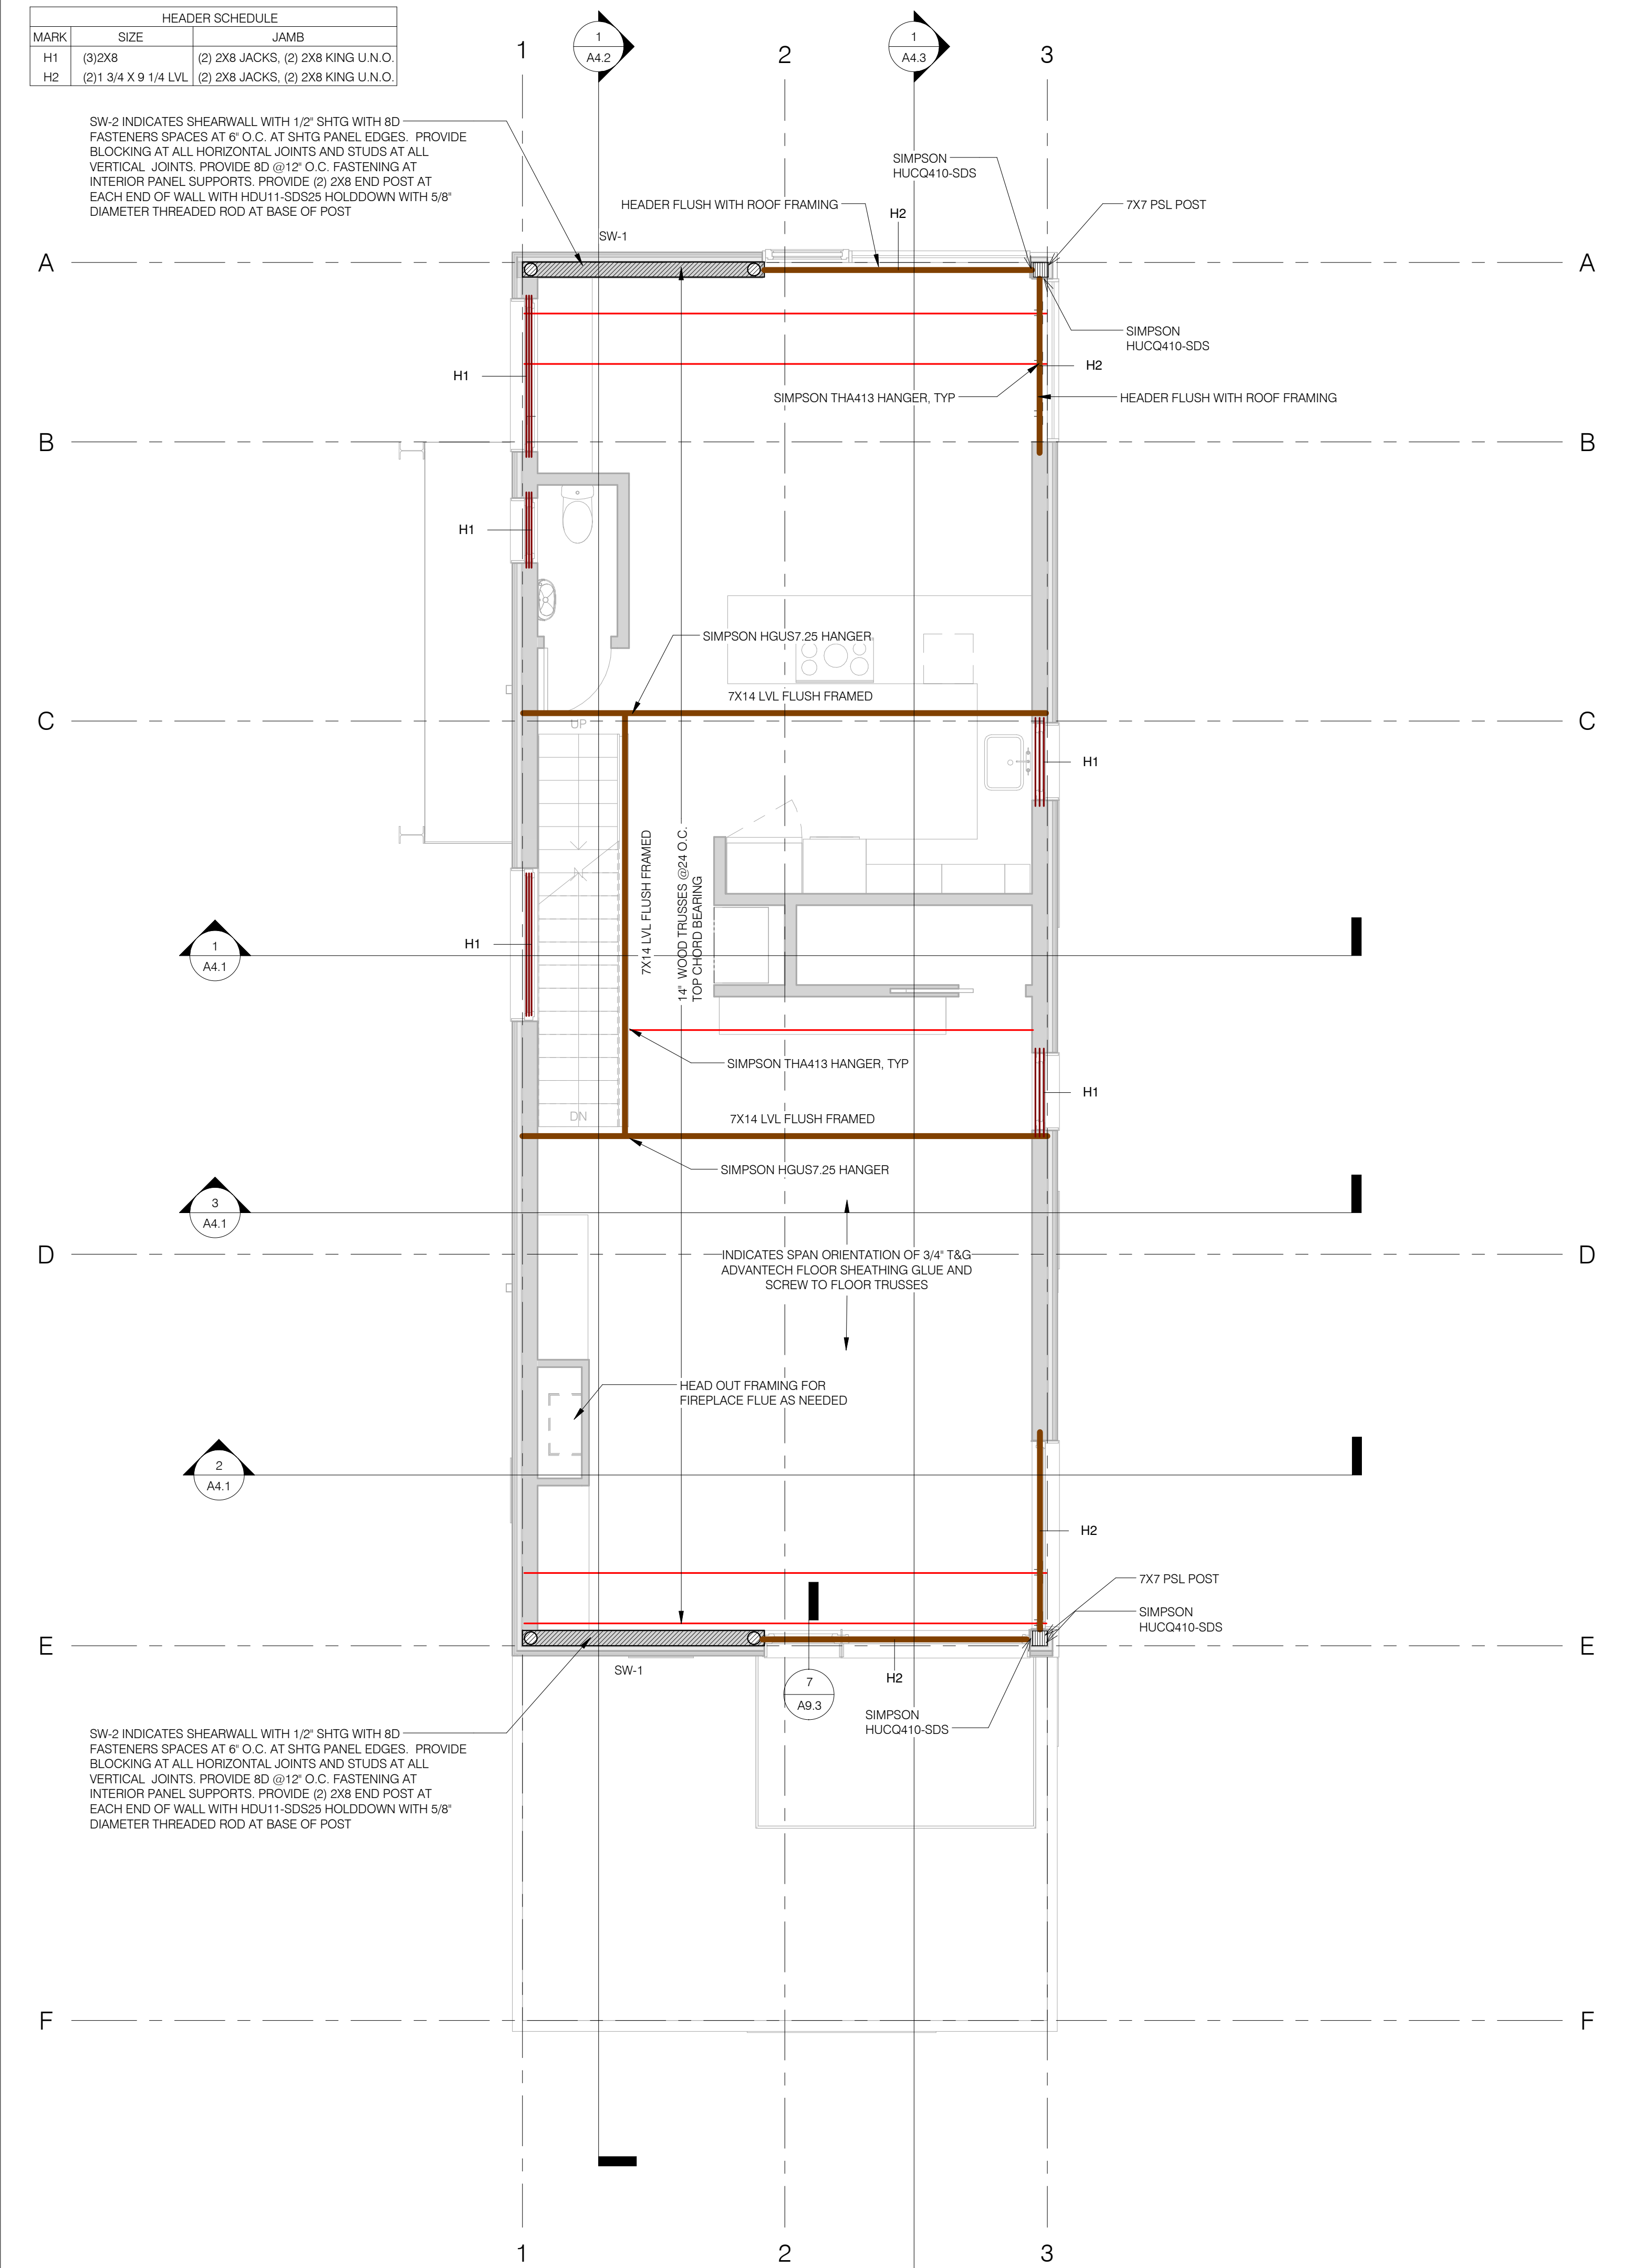 HEADER SCHEDULE
MARK SIZE JAMB
H1 (3)2X8 (2) 2X8 JACKS, (2) 2X8 KING U.N.O.
H2 (2)1 3/4 X 9 1/4 LVL (2) 2X8 JACKS, (2) 2X8 KING U.N.O.
1
1
A4.2
2
1
A4.3
3
SW-2 INDICATES SHEARWALL WITH 1/2" SHTG WITH 8D
FASTENERS SPACES AT 6" O.C. AT SHTG PANEL EDGES. PROVIDE
BLOCKING AT ALL HORIZONTAL JOINTS AND STUDS AT ALL
VERTICAL JOINTS. PROVIDE 8D @12" O.C. FASTENING AT
INTERIOR PANEL SUPPORTS. PROVIDE (2) 2X8 END POST AT
EACH END OF WALL WITH HDU11-SDS25 HOLDDOWN WITH 5/8"
DIAMETER THREADED ROD AT BASE OF POST
SIMPSON
HUCQ410-SDS
HEADER FLUSH WITH ROOF FRAMING
H2
7X7 PSL POST
SW-1
A
A
SIMPSON
HUCQ410-SDS
H1
H2
SIMPSON THA413 HANGER, TYP
HEADER FLUSH WITH ROOF FRAMING
B
B
H1
SIMPSON HGUS7.25 HANGER
7X14 LVL FLUSH FRAMED
C
UP
C
H1
7X14 LVL FLUSH FRAMED
14" WOOD TRUSSES @24 O.C.
TOP CHORD BEARING
H1
1
A4.1
SIMPSON THA413 HANGER, TYP
H1
DN
7X14 LVL FLUSH FRAMED
SIMPSON HGUS7.25 HANGER
3
A4.1
D
INDICATES SPAN ORIENTATION OF 3/4" T&G
ADVANTECH FLOOR SHEATHING GLUE AND
SCREW TO FLOOR TRUSSES
D
HEAD OUT FRAMING FOR
FIREPLACE FLUE AS NEEDED
2
A4.1
H2
7X7 PSL POST
SIMPSON
HUCQ410-SDS
E
E
SW-1
H2
7
A9.3
SIMPSON
HUCQ410-SDS
SW-2 INDICATES SHEARWALL WITH 1/2" SHTG WITH 8D
FASTENERS SPACES AT 6" O.C. AT SHTG PANEL EDGES. PROVIDE
BLOCKING AT ALL HORIZONTAL JOINTS AND STUDS AT ALL
VERTICAL JOINTS. PROVIDE 8D @12" O.C. FASTENING AT
INTERIOR PANEL SUPPORTS. PROVIDE (2) 2X8 END POST AT
EACH END OF WALL WITH HDU11-SDS25 HOLDDOWN WITH 5/8"
DIAMETER THREADED ROD AT BASE OF POST
F
F
1
2
3